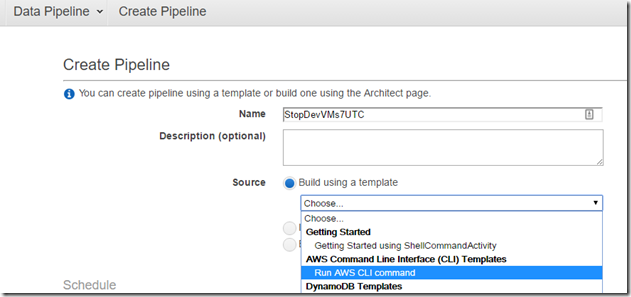 Data Pipeline Create Pipeline
Create Pipeline
You can create pipeline using a template or build one using the Architect page.
Name StopDevVMs7UTC
Description (optional)
Source Build using a template
Choose...
Choose...
Getting Started
Getting Started using ShellCommandActivity
AWS Command Line Interface (CLI) Templates
Run AWS CLI command
DynamoDB Templates
Schedule